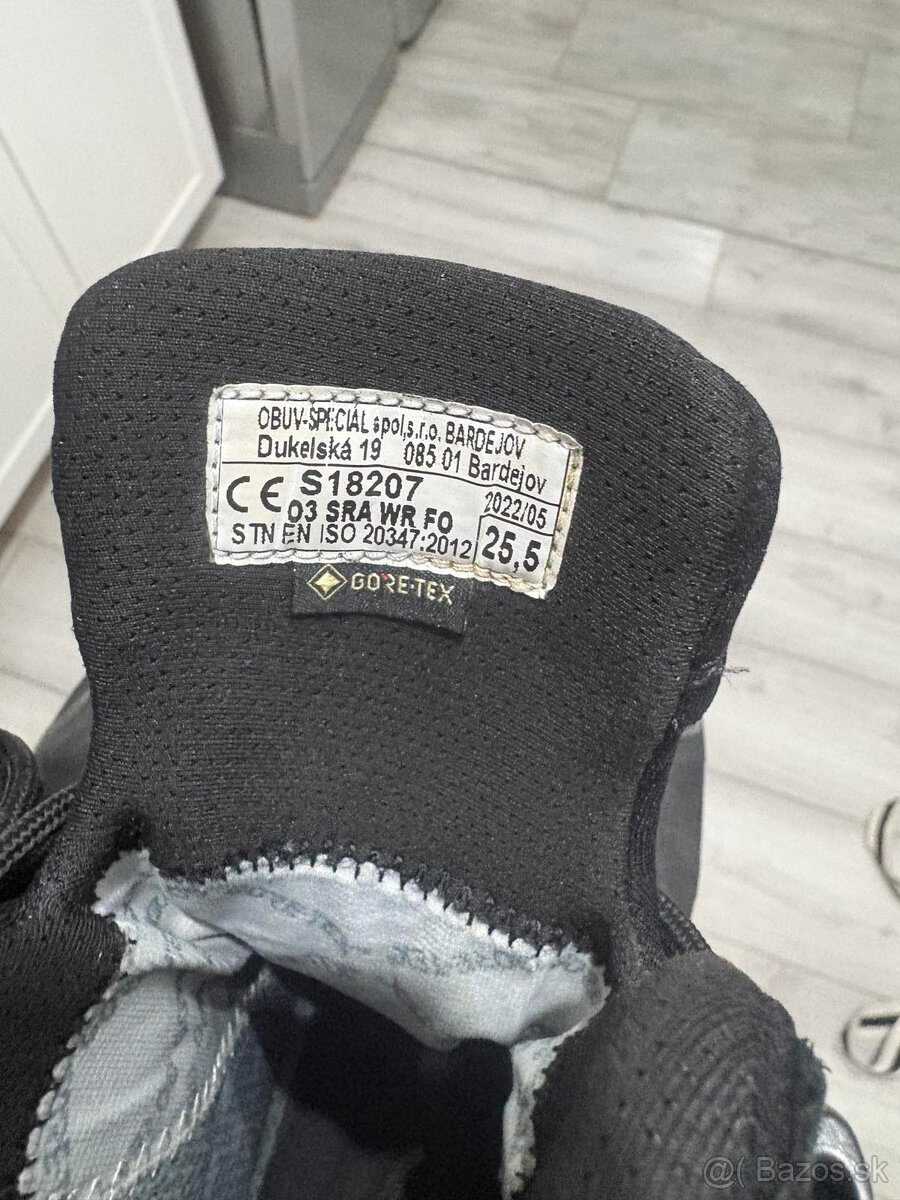 OBUV-ŠPECIÁL spol,s.r.o. BARDEJOV
Dukelská 19 085 01 Bardejov
CE S18207 2022/05
O3 SRA WR FO
STN EN ISO 20347:2012 25,5
GORE-TEX
@( Bazos.sk